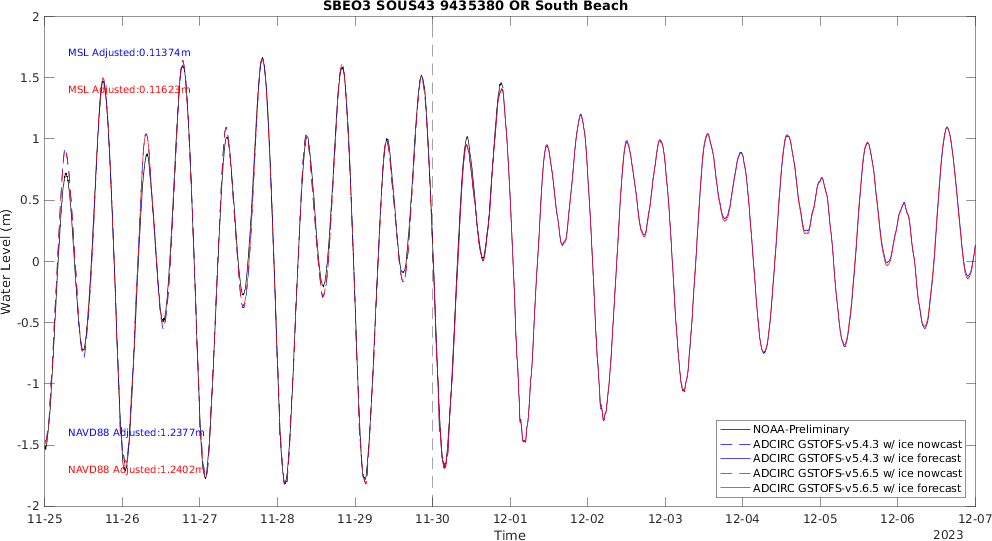 SBEO3 SOUS43 9435380 OR South Beach
2
1.5
1
0.5
0
-0.5
-1
-1.5
-2
Water Level (m)
MSL Adjusted:0.11374m
MSL Adjusted:0.11623m
NAVD88 Adjusted:1.2377m
NAVD88 Adjusted:1.2402m
NOAA-Preliminary
ADCIRC GSTOFS-v5.4.3 w/ ice nowcast
ADCIRC GSTOFS-v5.4.3 w/ ice forecast
ADCIRC GSTOFS-v5.6.5 w/ ice nowcast
ADCIRC GSTOFS-v5.6.5 w/ ice forecast
11-25 11-26 11-27 11-28 11-29 11-30 12-01 12-02 12-03 12-04 12-05 12-06 12-07
Time
2023